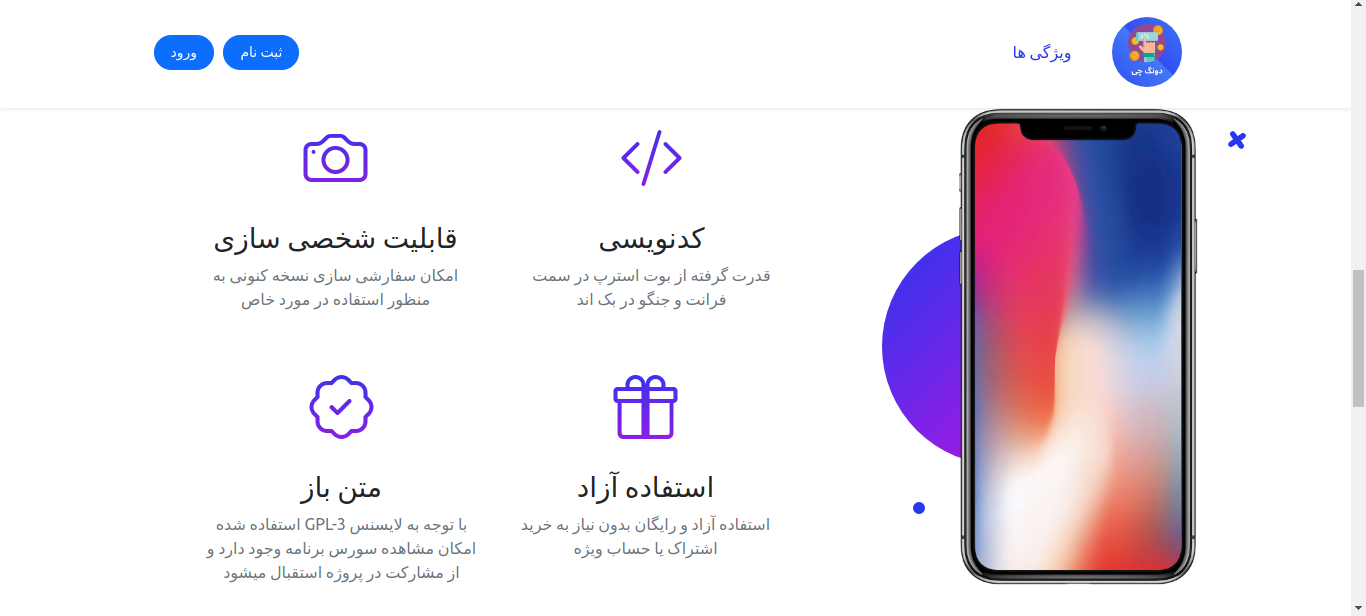 دونگ چی
ویژگی ها
ثبت نام
ورود
کدنویسی
قدرت گرفته از بوت استرپ در سمت
فرانت و جنگو در بک اند
قابلیت شخصی سازی
امکان سفارشی سازی نسخه کنونی به
منظور استفاده در مورد خاص
استفاده آزاد
استفاده آزاد و رایگان بدون نیاز به خرید
اشتراک یا حساب ویژه
متن باز
با توجه به لایسنس GPL-3 استفاده شده
امکان مشاهده سورس برنامه وجود دارد و
از مشارکت در پروژه استقبال میشود